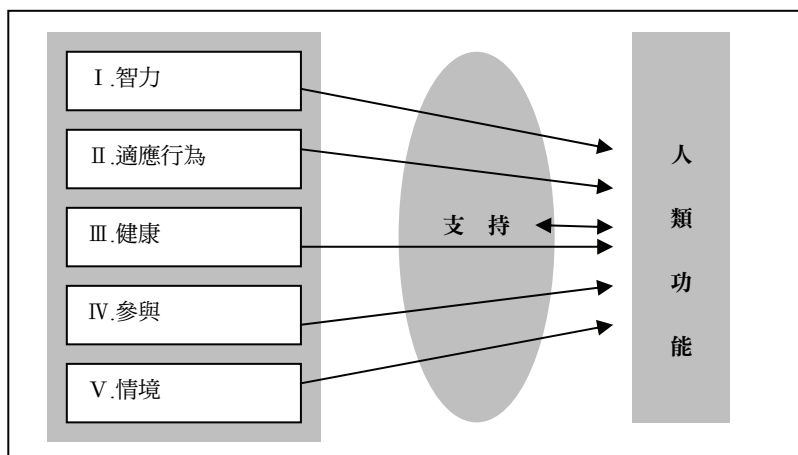 Ⅰ.智力
Ⅱ.適應行為
Ⅲ.健康
Ⅳ.參與
Ⅴ.情境
支 持
人
類
功
能